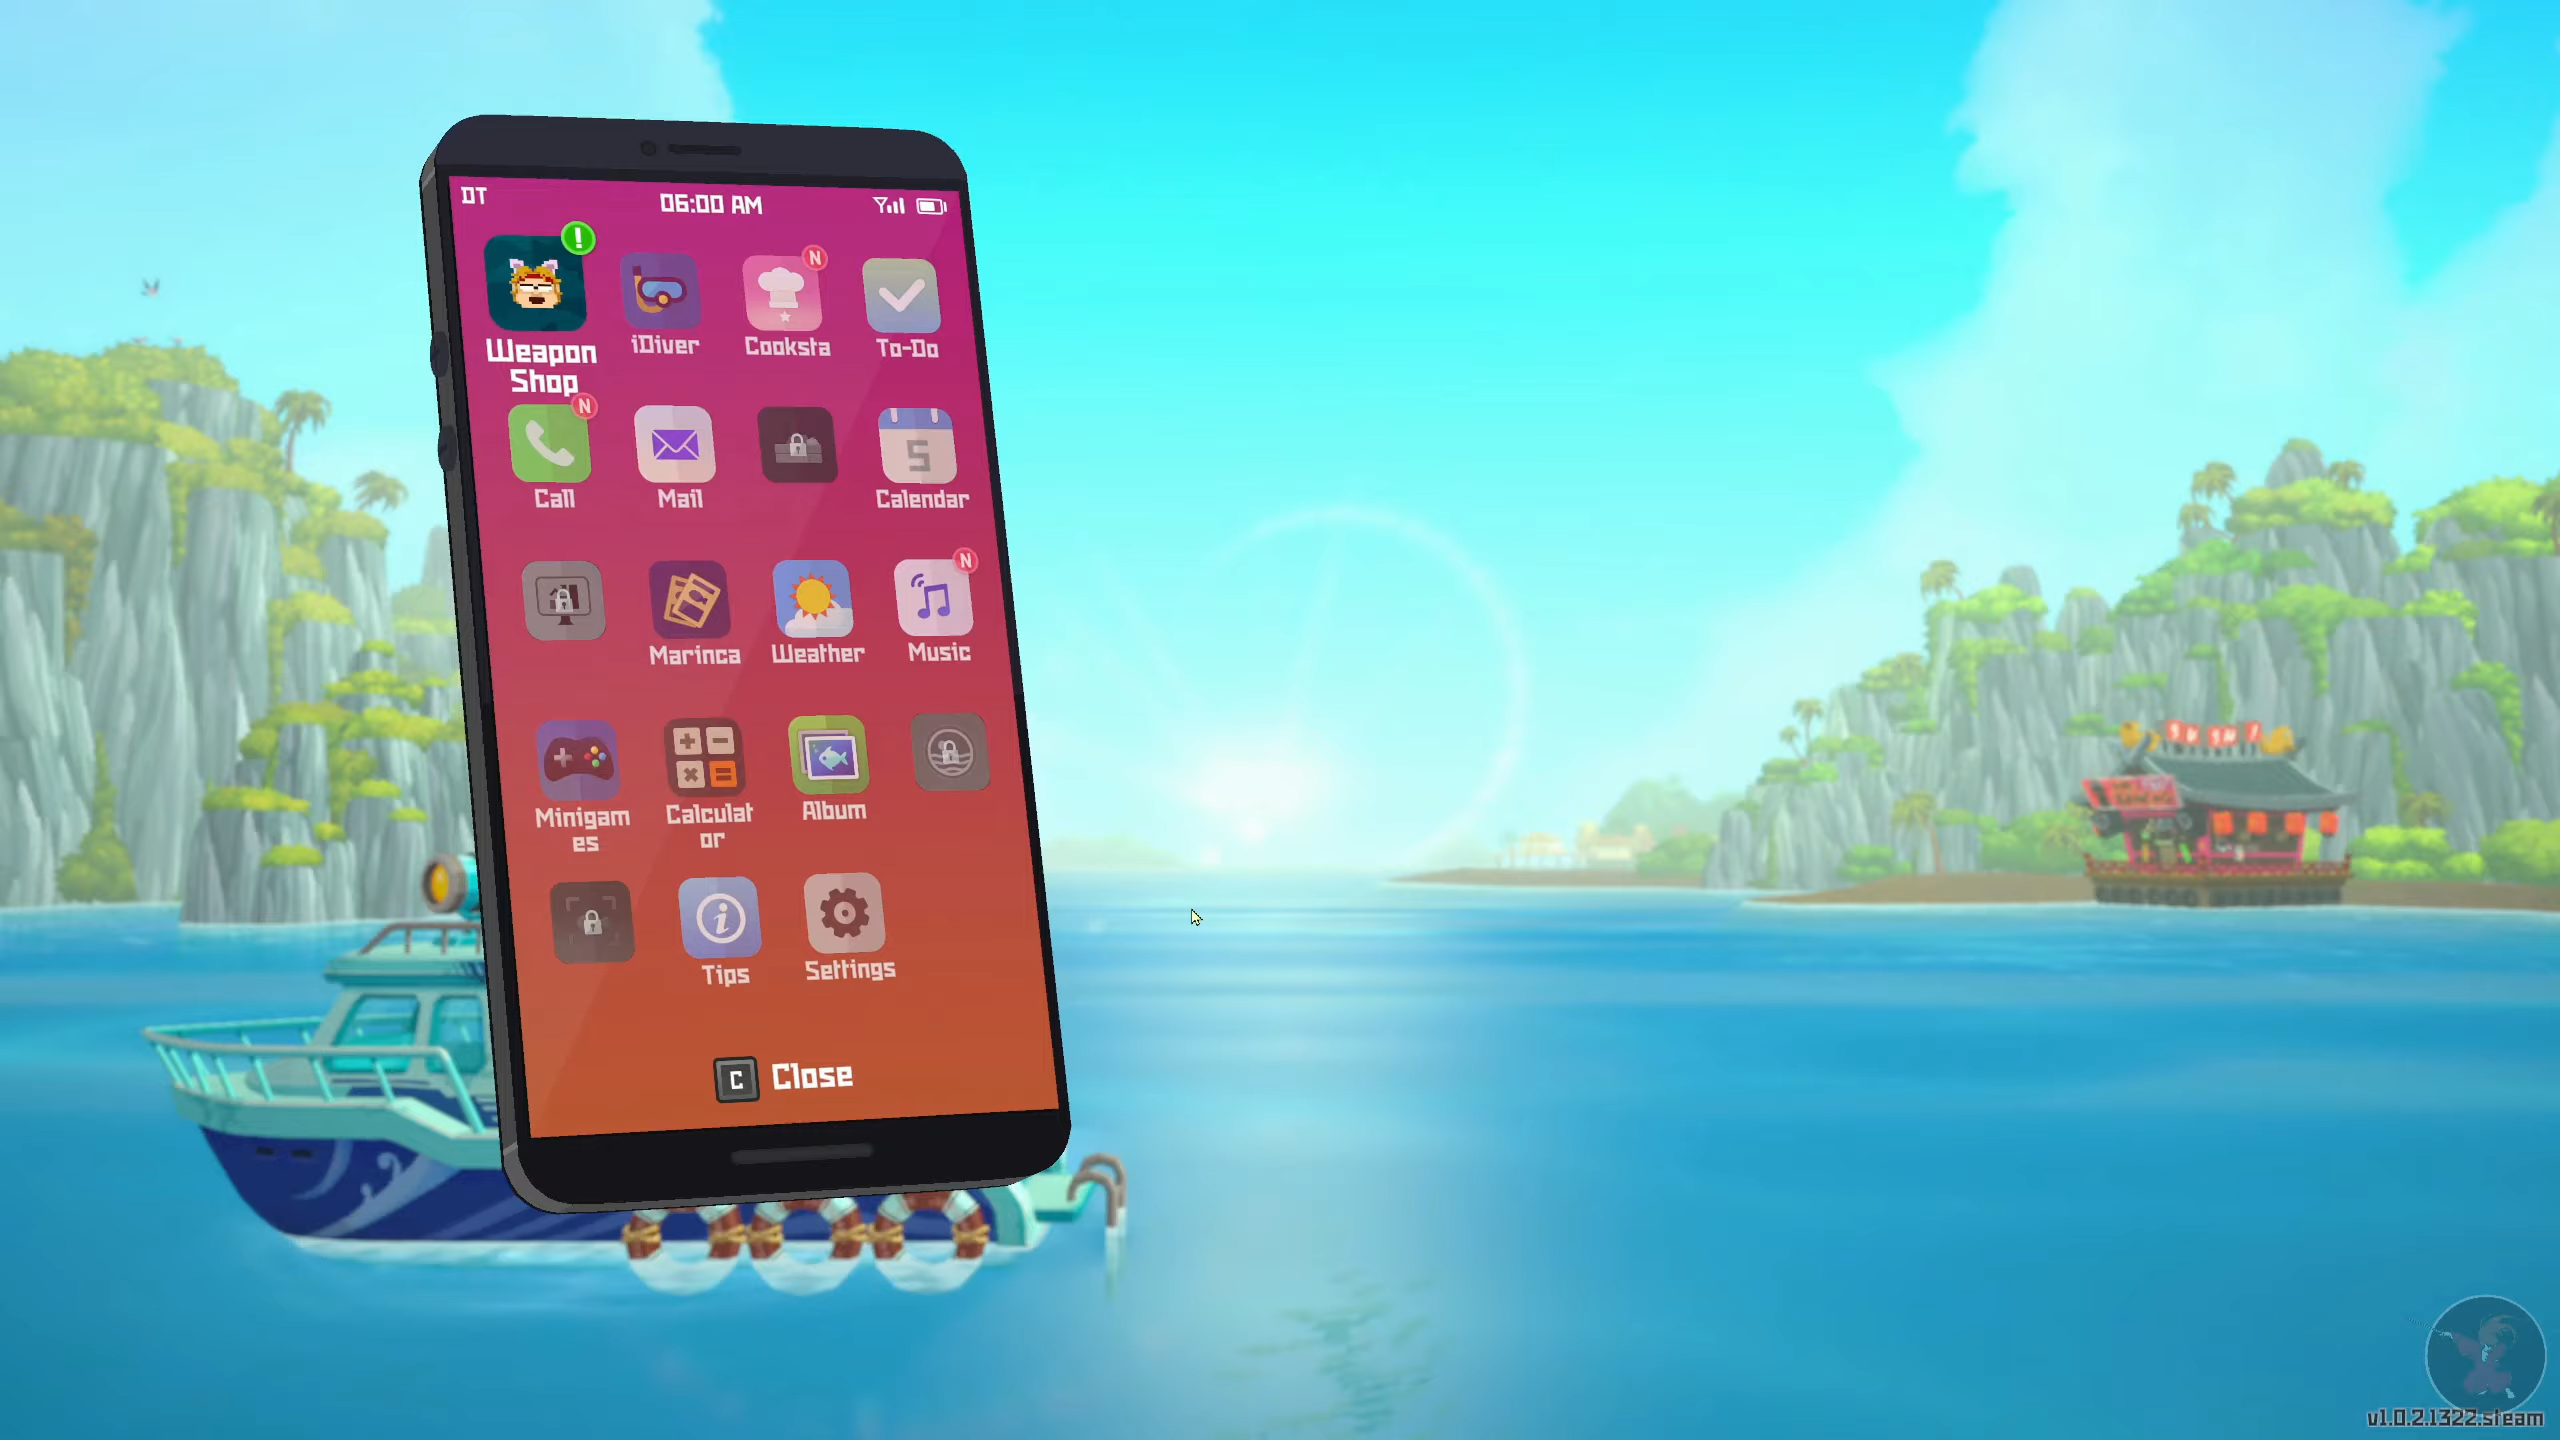 DT
06:00 AM
!
N
Weapon
Shop
iDiver
Cooksta
To-Do
N
5
Call
Mail
Calendar
N
Marinca
Weather
Music
Minigam
es
Calculat
or
Album
Tips
Settings
C Close
SUSHI
v1.0.2.1322.steam